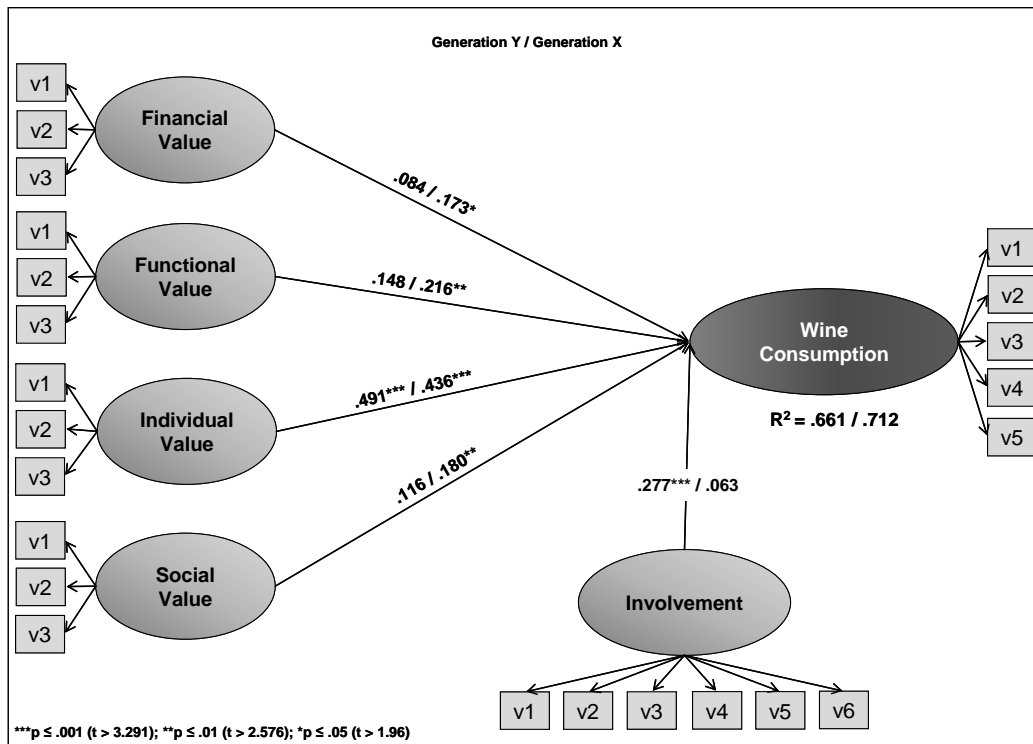 Generation Y / Generation X
v1
v2
v3
Financial
Value
.084 / .173*
v1
v2
v3
Functional
Value
.148 / .216**
v1
v2
v3
Individual
Value
.491*** / .436***
v1
v2
v3
Social
Value
.116 / .180**
Wine
Consumption
R² = .661 / .712
v1
v2
v3
v4
v5
.277*** / .063
Involvement
v1
v2
v3
v4
v5
v6
***p ≤ .001 (t > 3.291); **p ≤ .01 (t > 2.576); *p ≤ .05 (t > 1.96)